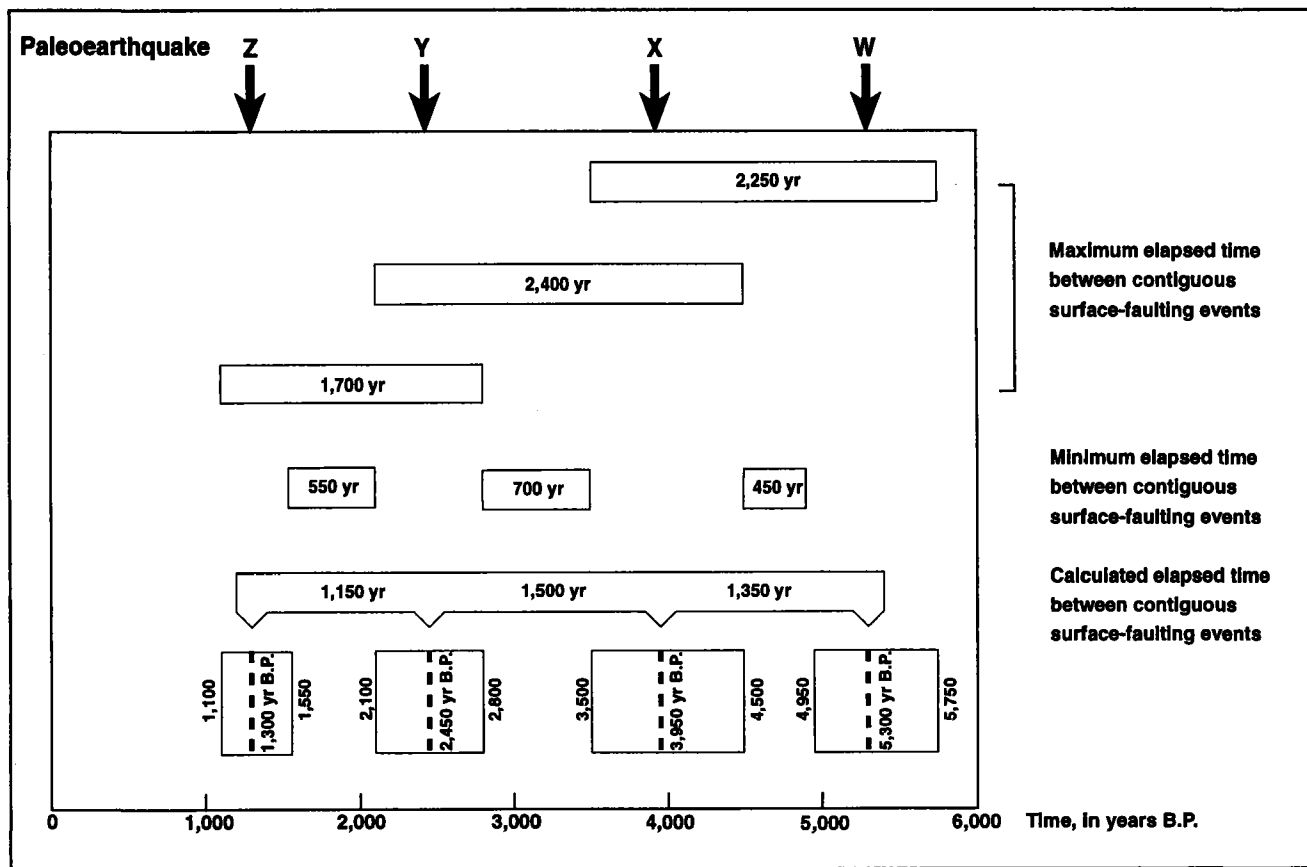 Paleoearthquake Z Y X W
2,250 yr
2,400 yr
1,700 yr
Maximum elapsed time
between contiguous
surface-faulting events
550 yr 700 yr 450 yr
Minimum elapsed time
between contiguous
surface-faulting events
1,150 yr 1,500 yr 1,350 yr
Calculated elapsed time
between contiguous
surface-faulting events
1,100
1,300 yr B.P.
1,550
2,100
2,450 yr B.P.
2,800
3,500
3,950 yr B.P.
4,500
4,950
5,300 yr B.P.
5,750
0 1,000 2,000 3,000 4,000 5,000 6,000 Time, in years B.P.